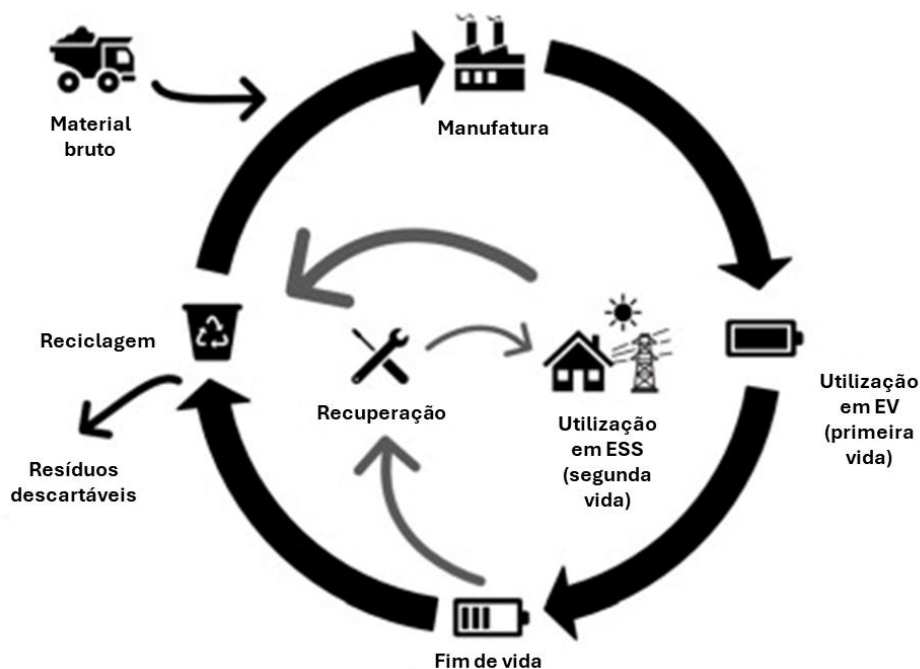 Material
bruto
Manufatura
Reciclagem
Recuperação
Utilização
em ESS
(segunda
vida)
Utilização
em EV
(primeira
vida)
Resíduos
descartáveis
Fim de vida